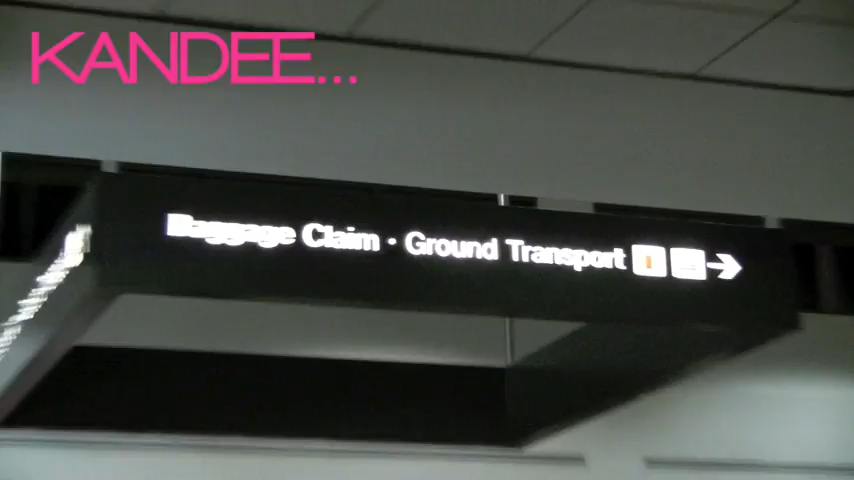 KANDEE...
Baggage Claim · Ground Transport →